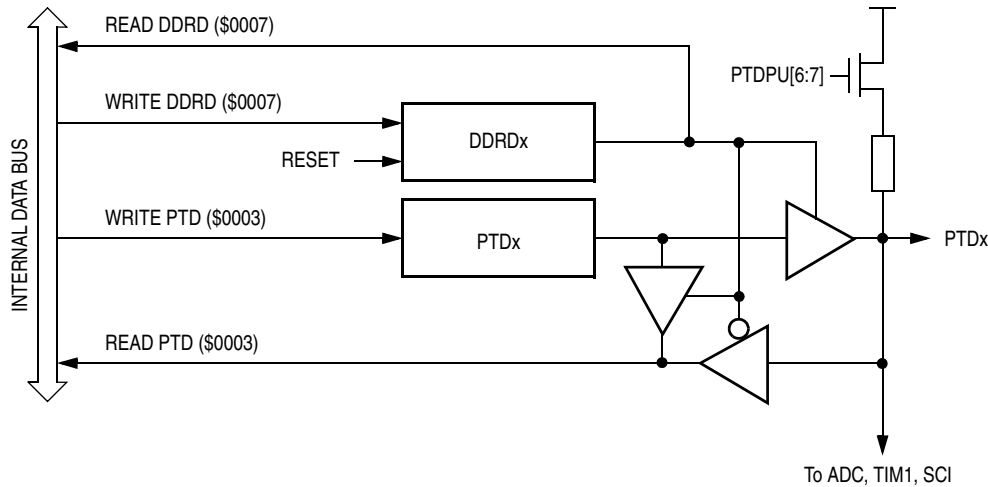 READ DDRD ($0007)
PTDPU[6:7]
WRITE DDRD ($0007)
DDRDx
RESET
INTERNAL DATA BUS
WRITE PTD ($0003)
PTDx
PTDx
READ PTD ($0003)
To ADC, TIM1, SCI